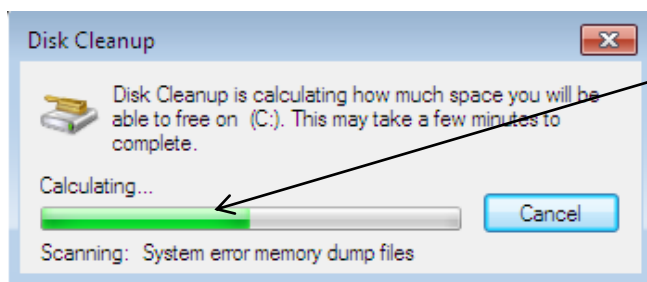 Disk Cleanup
Disk Cleanup is calculating how much space you will be
able to free on (C:). This may take a few minutes to
complete.
Calculating...
Cancel
Scanning: System error memory dump files